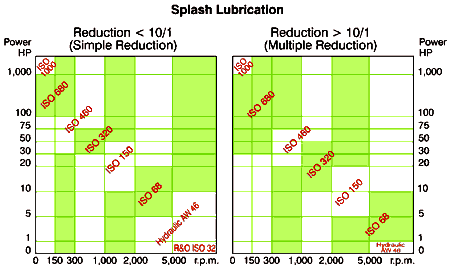 Splash Lubrication
Reduction < 10/1
(Simple Reduction)
Reduction > 10/1
(Multiple Reduction)
Power
HP
1,000
100
75
50
30
20
10
5
1
0 150 300 1,000 2,000 5,000 r.p.m.
ISO 1000
ISO 680
ISO 460
ISO 320
ISO 150
ISO 68
Hydraulic AW 46
R&O ISO 32
Power
HP
1,000
100
75
50
30
20
10
5
1
0 150 300 1,000 2,000 5,000 r.p.m.
ISO 1000
ISO 680
ISO 460
ISO 320
ISO 150
ISO 68
Hydraulic
AW 46